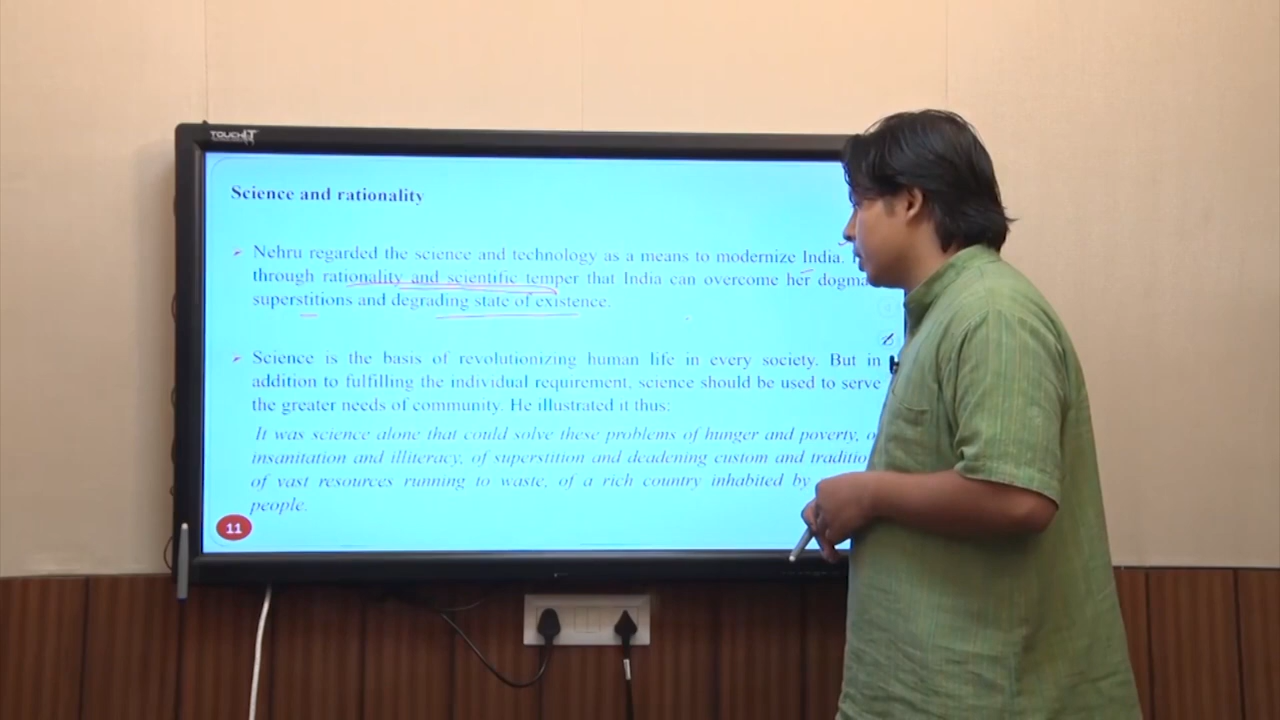 TOUCHIT
Science and rationality
Nehru regarded the science and technology as a means to modernize India.
through rationality and scientific temper that India can overcome her dogma
superstitions and degrading state of existence.
Science is the basis of revolutionizing human life in every society. But in
addition to fulfilling the individual requirement, science should be used to serve
the greater needs of community. He illustrated it thus:
It was science alone that could solve these problems of hunger and poverty, o
insanitation and illiteracy, of superstition and deadening custom and traditio
of vast resources running to waste, of a rich country inhabited by
people.
11